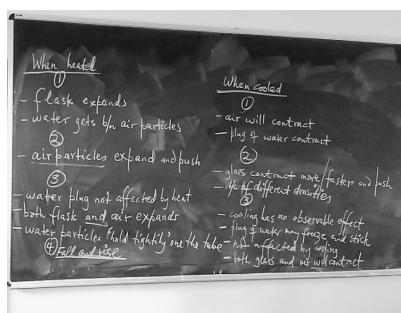 When heated
①
- flask expands
- water gets b/n air particles
②
- air particles expand and push
③
- water plug not affected by heat
- both flask and air expands
- water particles "hold tightly" one the tube
④ Fall and rise
When cooled
①
- air will contract
- plug of water contract
②
- glass contract more/faster and push
- of different densities
③
- cooling has no observable effect
- plug of water may freeze and stick
- not affected by cooling
- both glass and air will contract